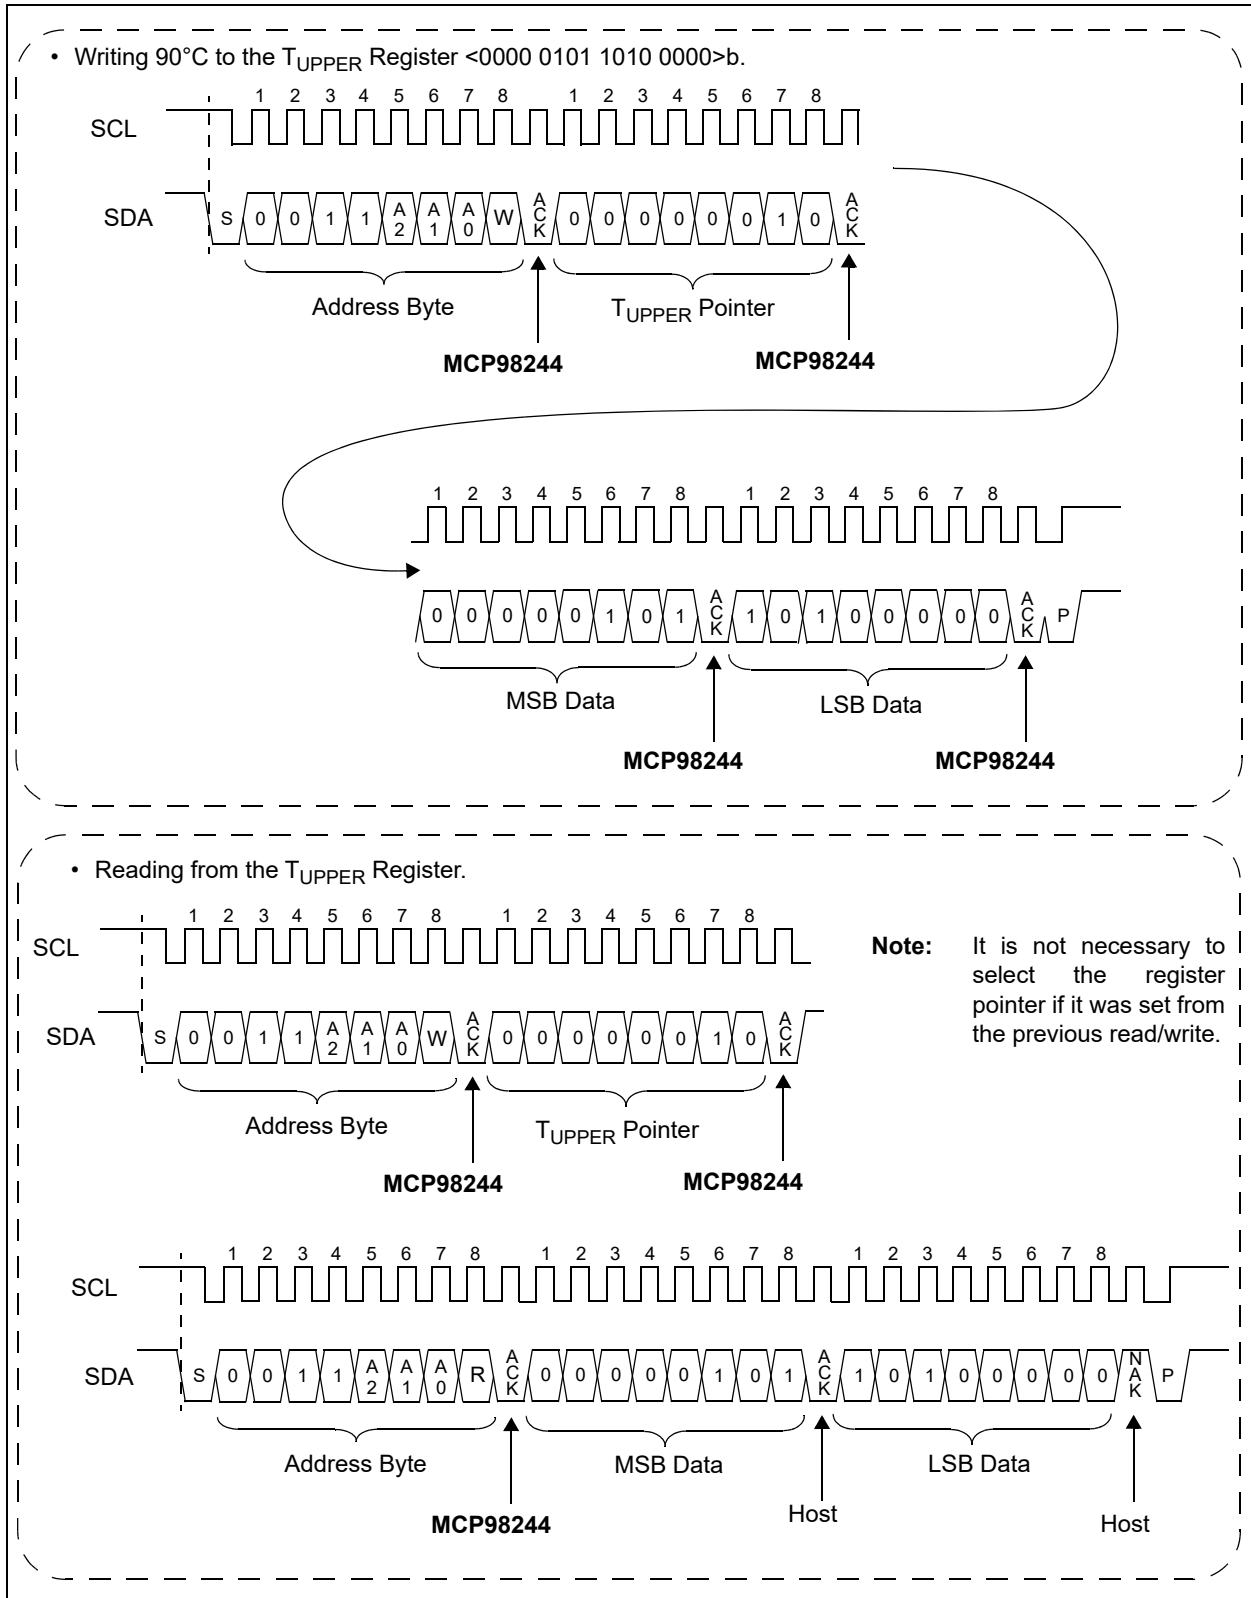 • Writing 90°C to the TUPPER Register <0000 0101 1010 0000>b.
1 2 3 4 5 6 7 8 1 2 3 4 5 6 7 8
SCL
SDA S 0 0 1 1 A2 A1 A0 W ACK 0 0 0 0 0 0 1 0 ACK
Address Byte TUPPER Pointer
MCP98244 MCP98244
1 2 3 4 5 6 7 8 1 2 3 4 5 6 7 8
0 0 0 0 0 1 0 1 ACK 1 0 1 0 0 0 0 0 ACK P
MSB Data LSB Data
MCP98244 MCP98244
• Reading from the TUPPER Register.
1 2 3 4 5 6 7 8 1 2 3 4 5 6 7 8
SCL
SDA S 0 0 1 1 A2 A1 A0 W ACK 0 0 0 0 0 0 1 0 ACK
Address Byte TUPPER Pointer
MCP98244 MCP98244
Note: It is not necessary to
select the register
pointer if it was set from
the previous read/write.
1 2 3 4 5 6 7 8 1 2 3 4 5 6 7 8 1 2 3 4 5 6 7 8
SCL
SDA S 0 0 1 1 A2 A1 A0 R ACK 0 0 0 0 0 1 0 1 ACK 1 0 1 0 0 0 0 0 NAK P
Address Byte MSB Data LSB Data
MCP98244 Host Host